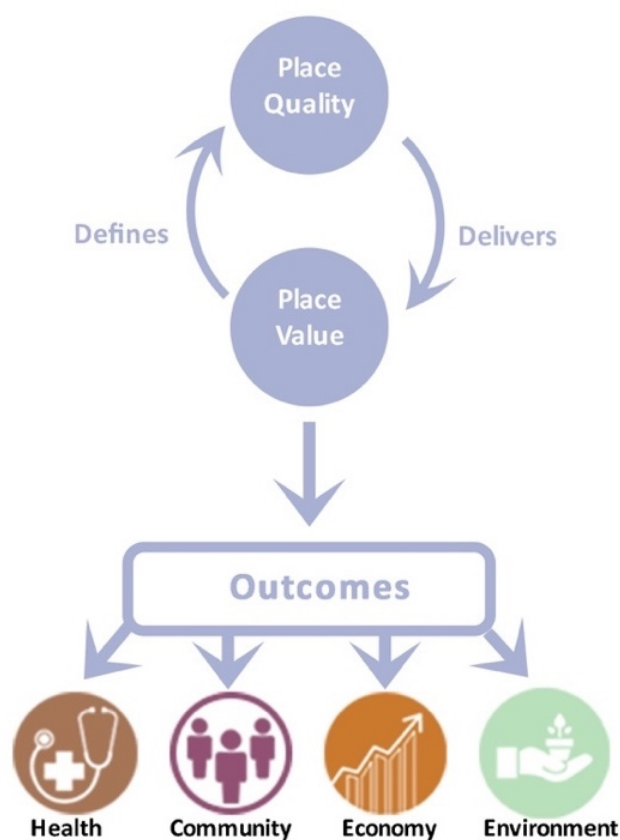 Place
Quality
Defines
Delivers
Place
Value
Outcomes
Health
Community
Economy
Environment